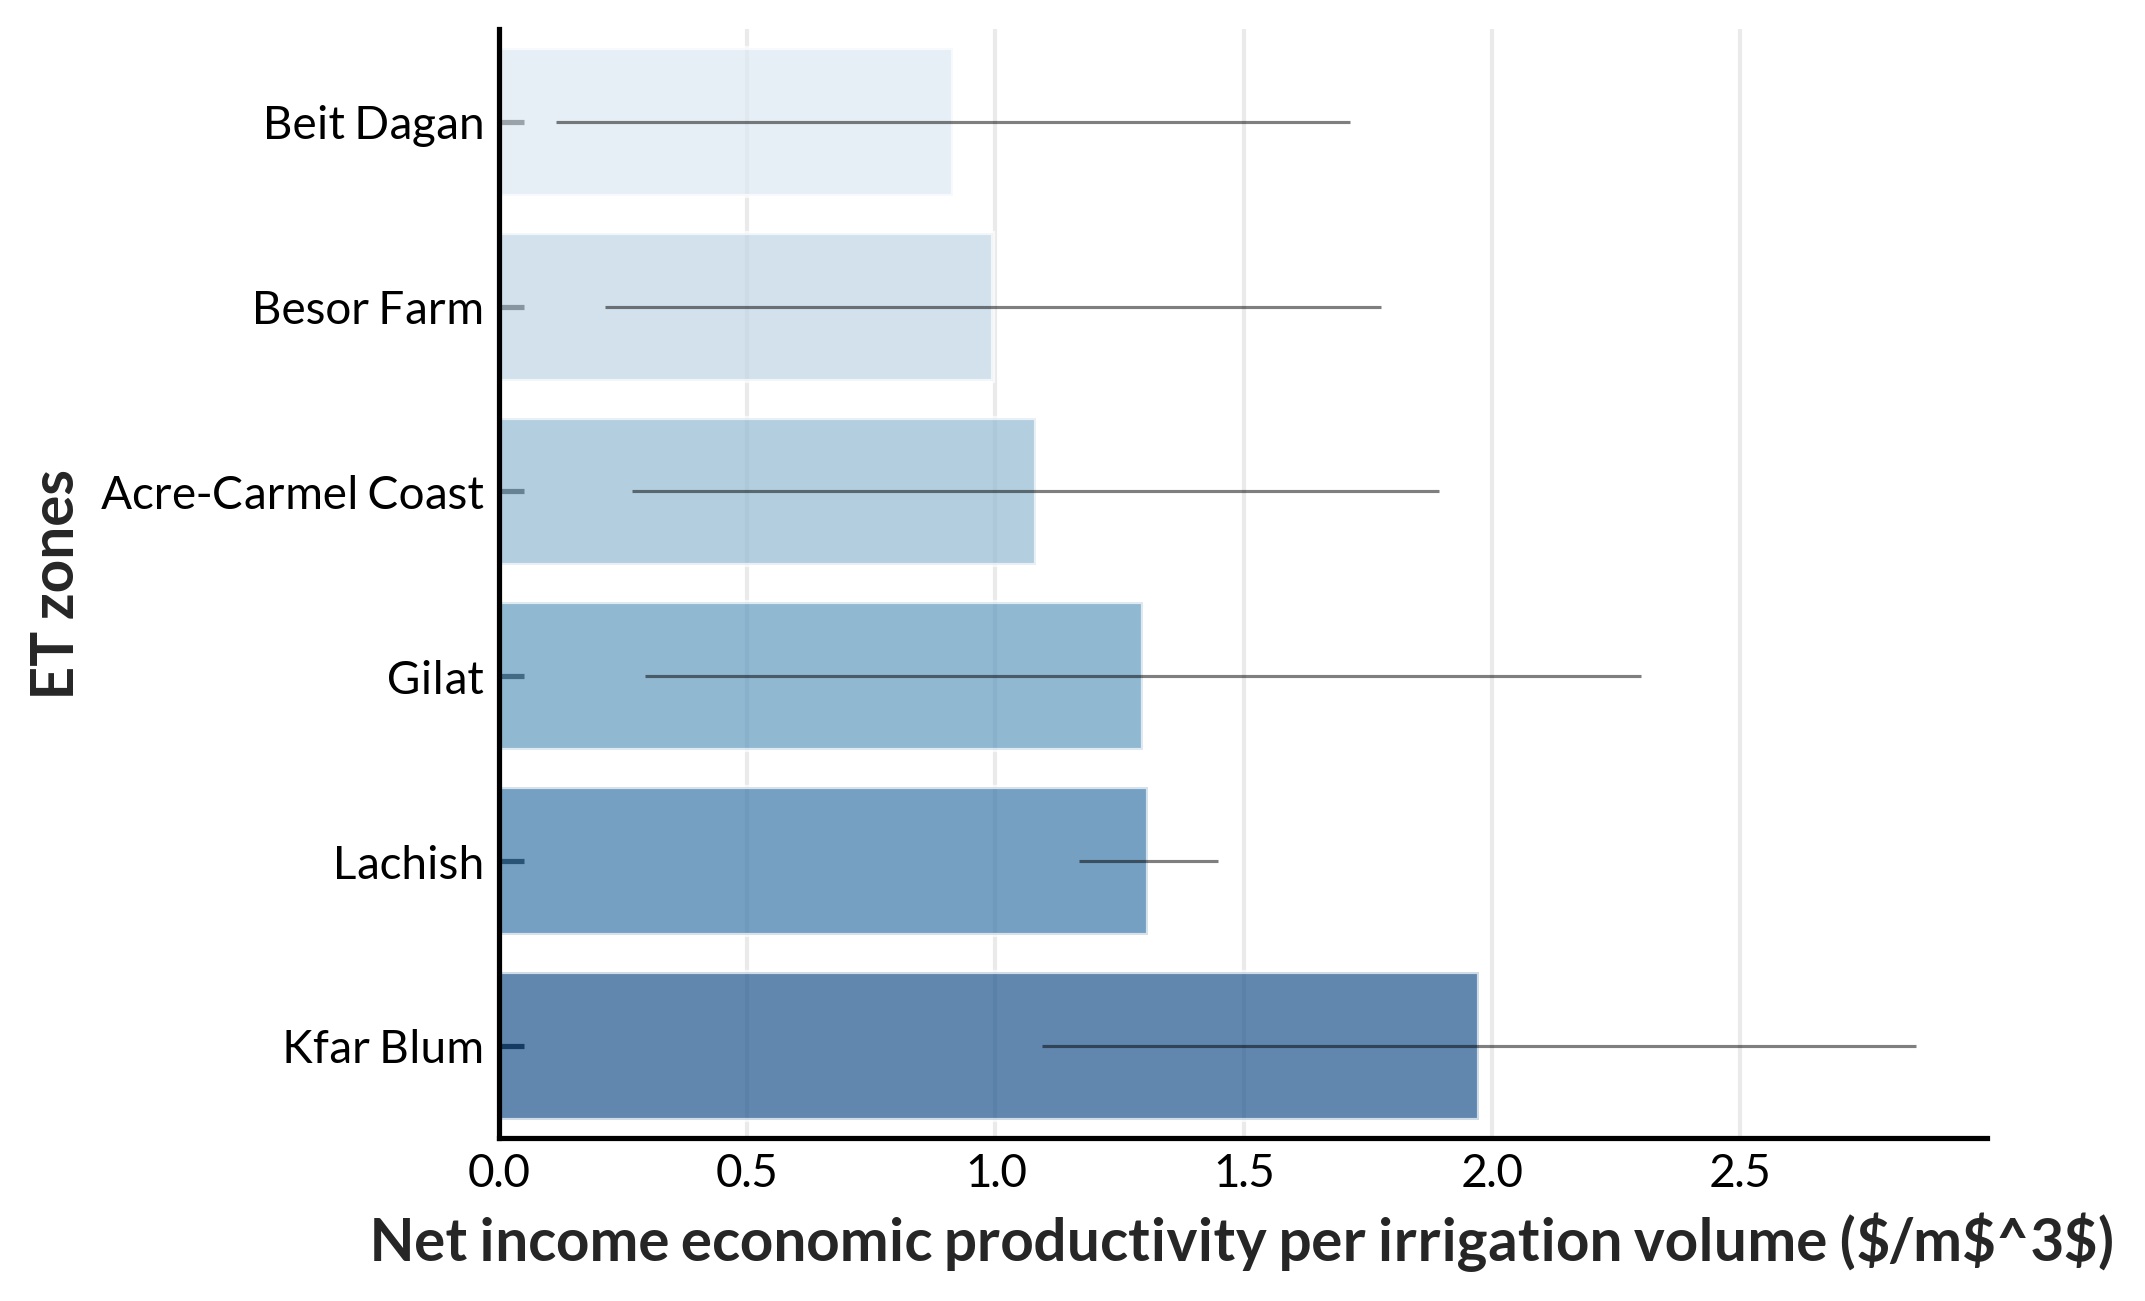 ET zones
Beit Dagan
Besor Farm
Acre-Carmel Coast
Gilat
Lachish
Kfar Blum
0.0 0.5 1.0 1.5 2.0 2.5
Net income economic productivity per irrigation volume ($/m$^3$)